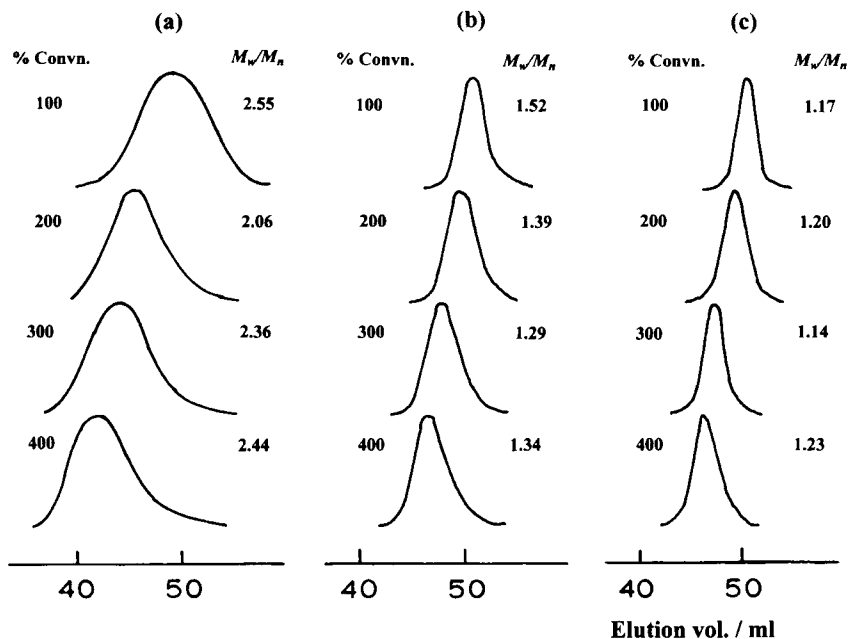 (a) (b) (c)
% Convn. Mw/Mn % Convn. Mw/Mn % Convn. Mw/Mn
100 2.55 100 1.52 100 1.17
200 2.06 200 1.39 200 1.20
300 2.36 300 1.29 300 1.14
400 2.44 400 1.34 400 1.23
40 50 40 50 40 50
Elution vol. / ml